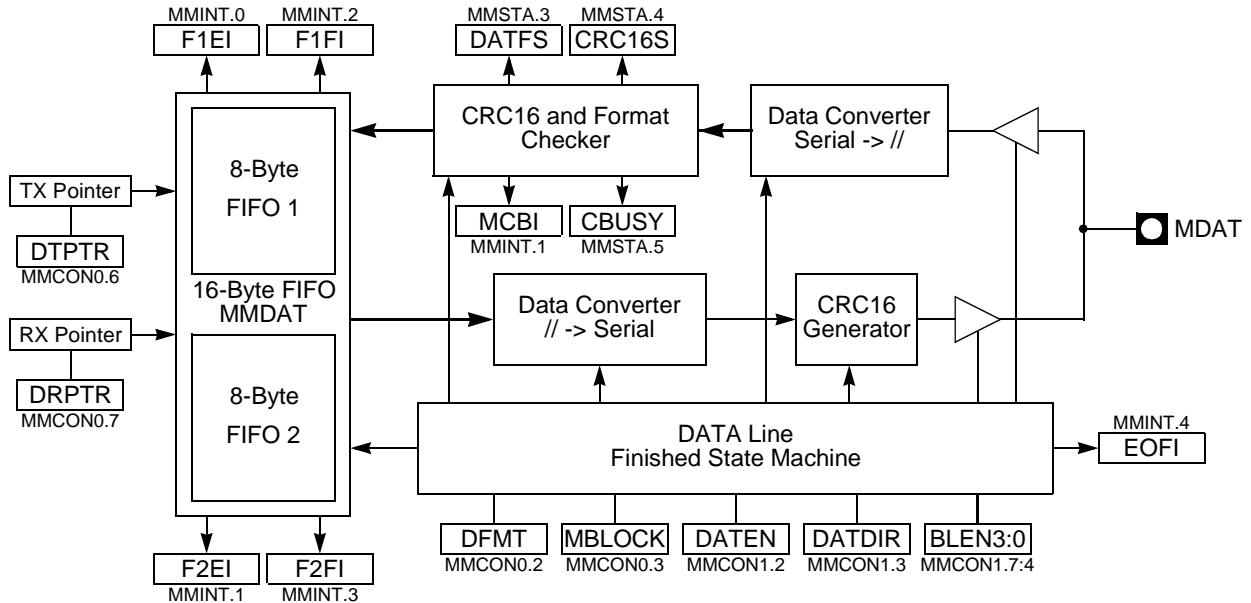 MMINT.0
F1EI
MMINT.2
F1FI
MMSTA.3
DATFS
MMSTA.4
CRC16S
CRC16 and Format
Checker
Data Converter
Serial -> //
8-Byte
FIFO 1
TX Pointer
DTPTR
MMCON0.6
MCBI
MMINT.1
CBUSY
MMSTA.5
MDAT
16-Byte FIFO
MMDAT
Data Converter
// -> Serial
CRC16
Generator
RX Pointer
DRPTR
MMCON0.7
8-Byte
FIFO 2
DATA Line
Finished State Machine
MMINT.4
EOFI
F2EI
MMINT.1
F2FI
MMINT.3
DFMT
MMCON0.2
MBLOCK
MMCON0.3
DATEN
MMCON1.2
DATDIR
MMCON1.3
BLEN3:0
MMCON1.7:4